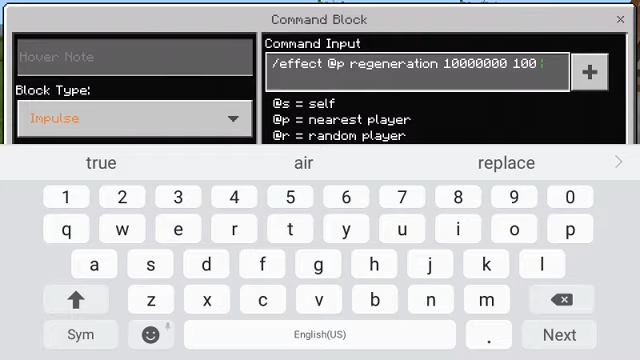 Command Block
×
Hover Note
Block Type:
Impulse
Command Input
/effect @p regeneration 10000000 100
+
@s = self
@p = nearest player
@r = random player
true air replace
1 2 3 4 5 6 7 8 9 0
q w e r t y u i o p
a s d f g h j k l
z x c v b n m
Sym English(US) . Next